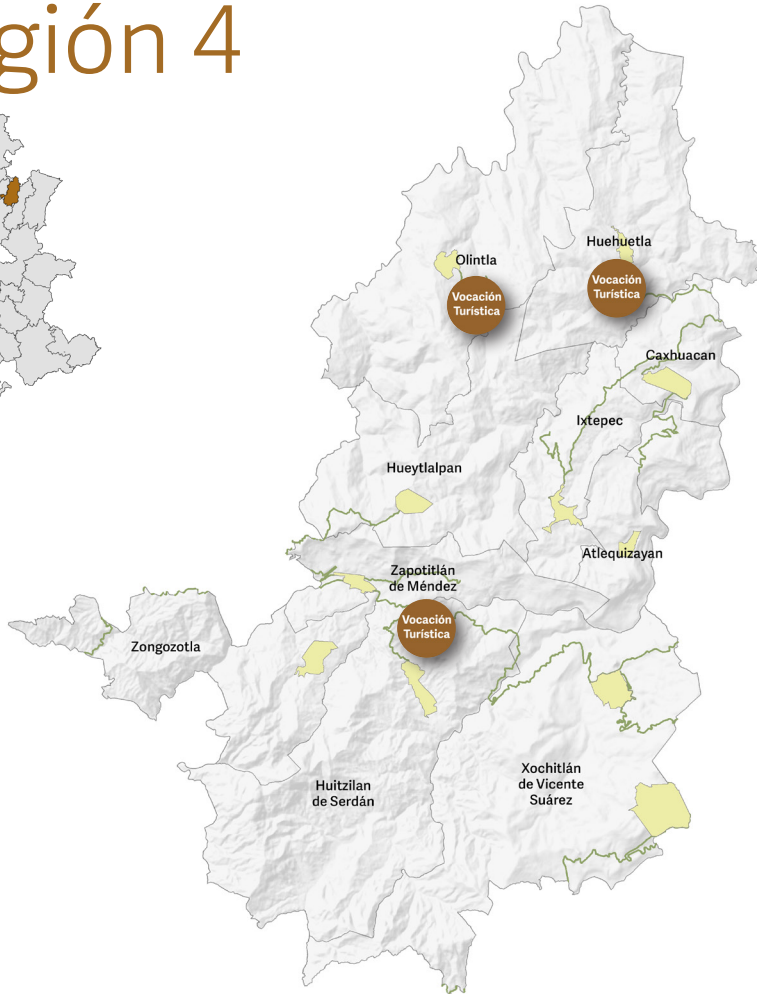 gión 4
Olintla
Huehuetla
Vocación
Turística
Vocación
Turística
Caxhuacan
Ixtepec
Hueytlalpan
Atlequizayan
Zapotitlán
de Méndez
Vocación
Turística
Zongozotla
Huitzilan
de Serdán
Xochitlán
de Vicente
Suárez